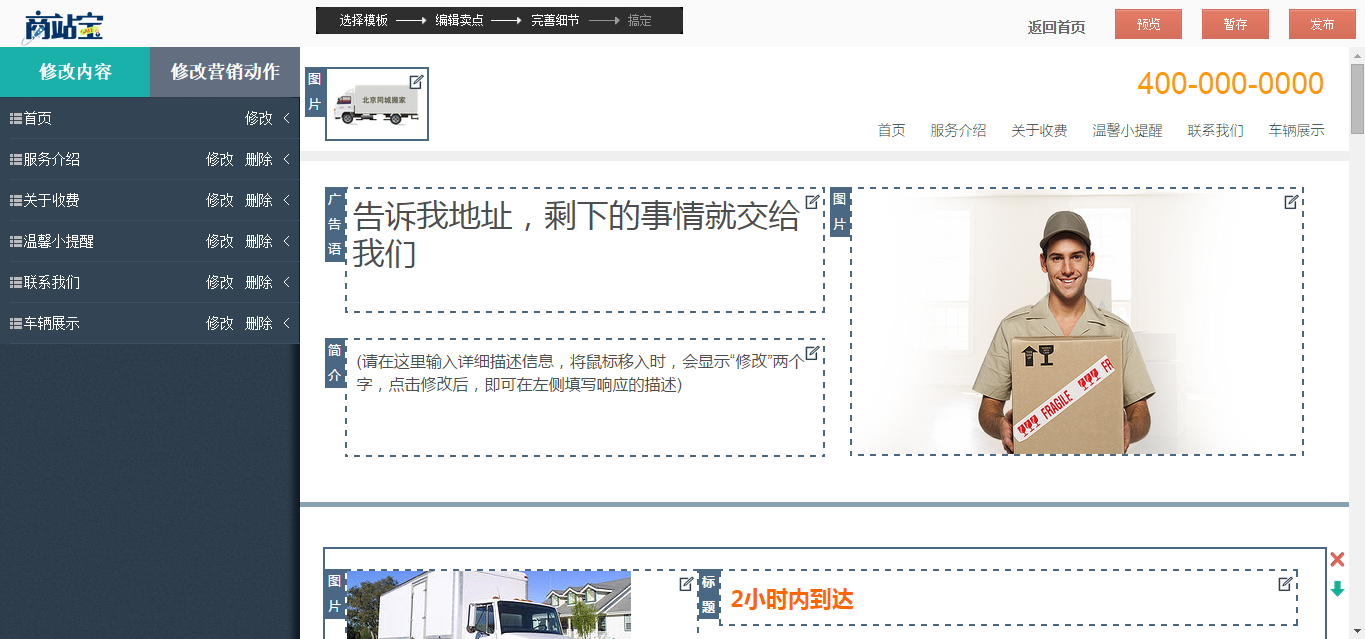 商站宝
选择模板 编辑卖点 完善细节 搞定
返回首页 预览 暂存 发布
修改内容 修改营销动作
首页 修改
服务介绍 修改 删除
关于收费 修改 删除
温馨小提醒 修改 删除
联系我们 修改 删除
车辆展示 修改 删除
图片
北京同城搬家
400-000-0000
首页 服务介绍 关于收费 温馨小提醒 联系我们 车辆展示
广告语
告诉我地址，剩下的事情就交给
我们
简介
(请在这里输入详细描述信息，将鼠标移入时，会显示“修改”两个
字，点击修改后，即可在左侧填写响应的描述)
图片
FRAGILE FR
图片
标题
2小时内到达